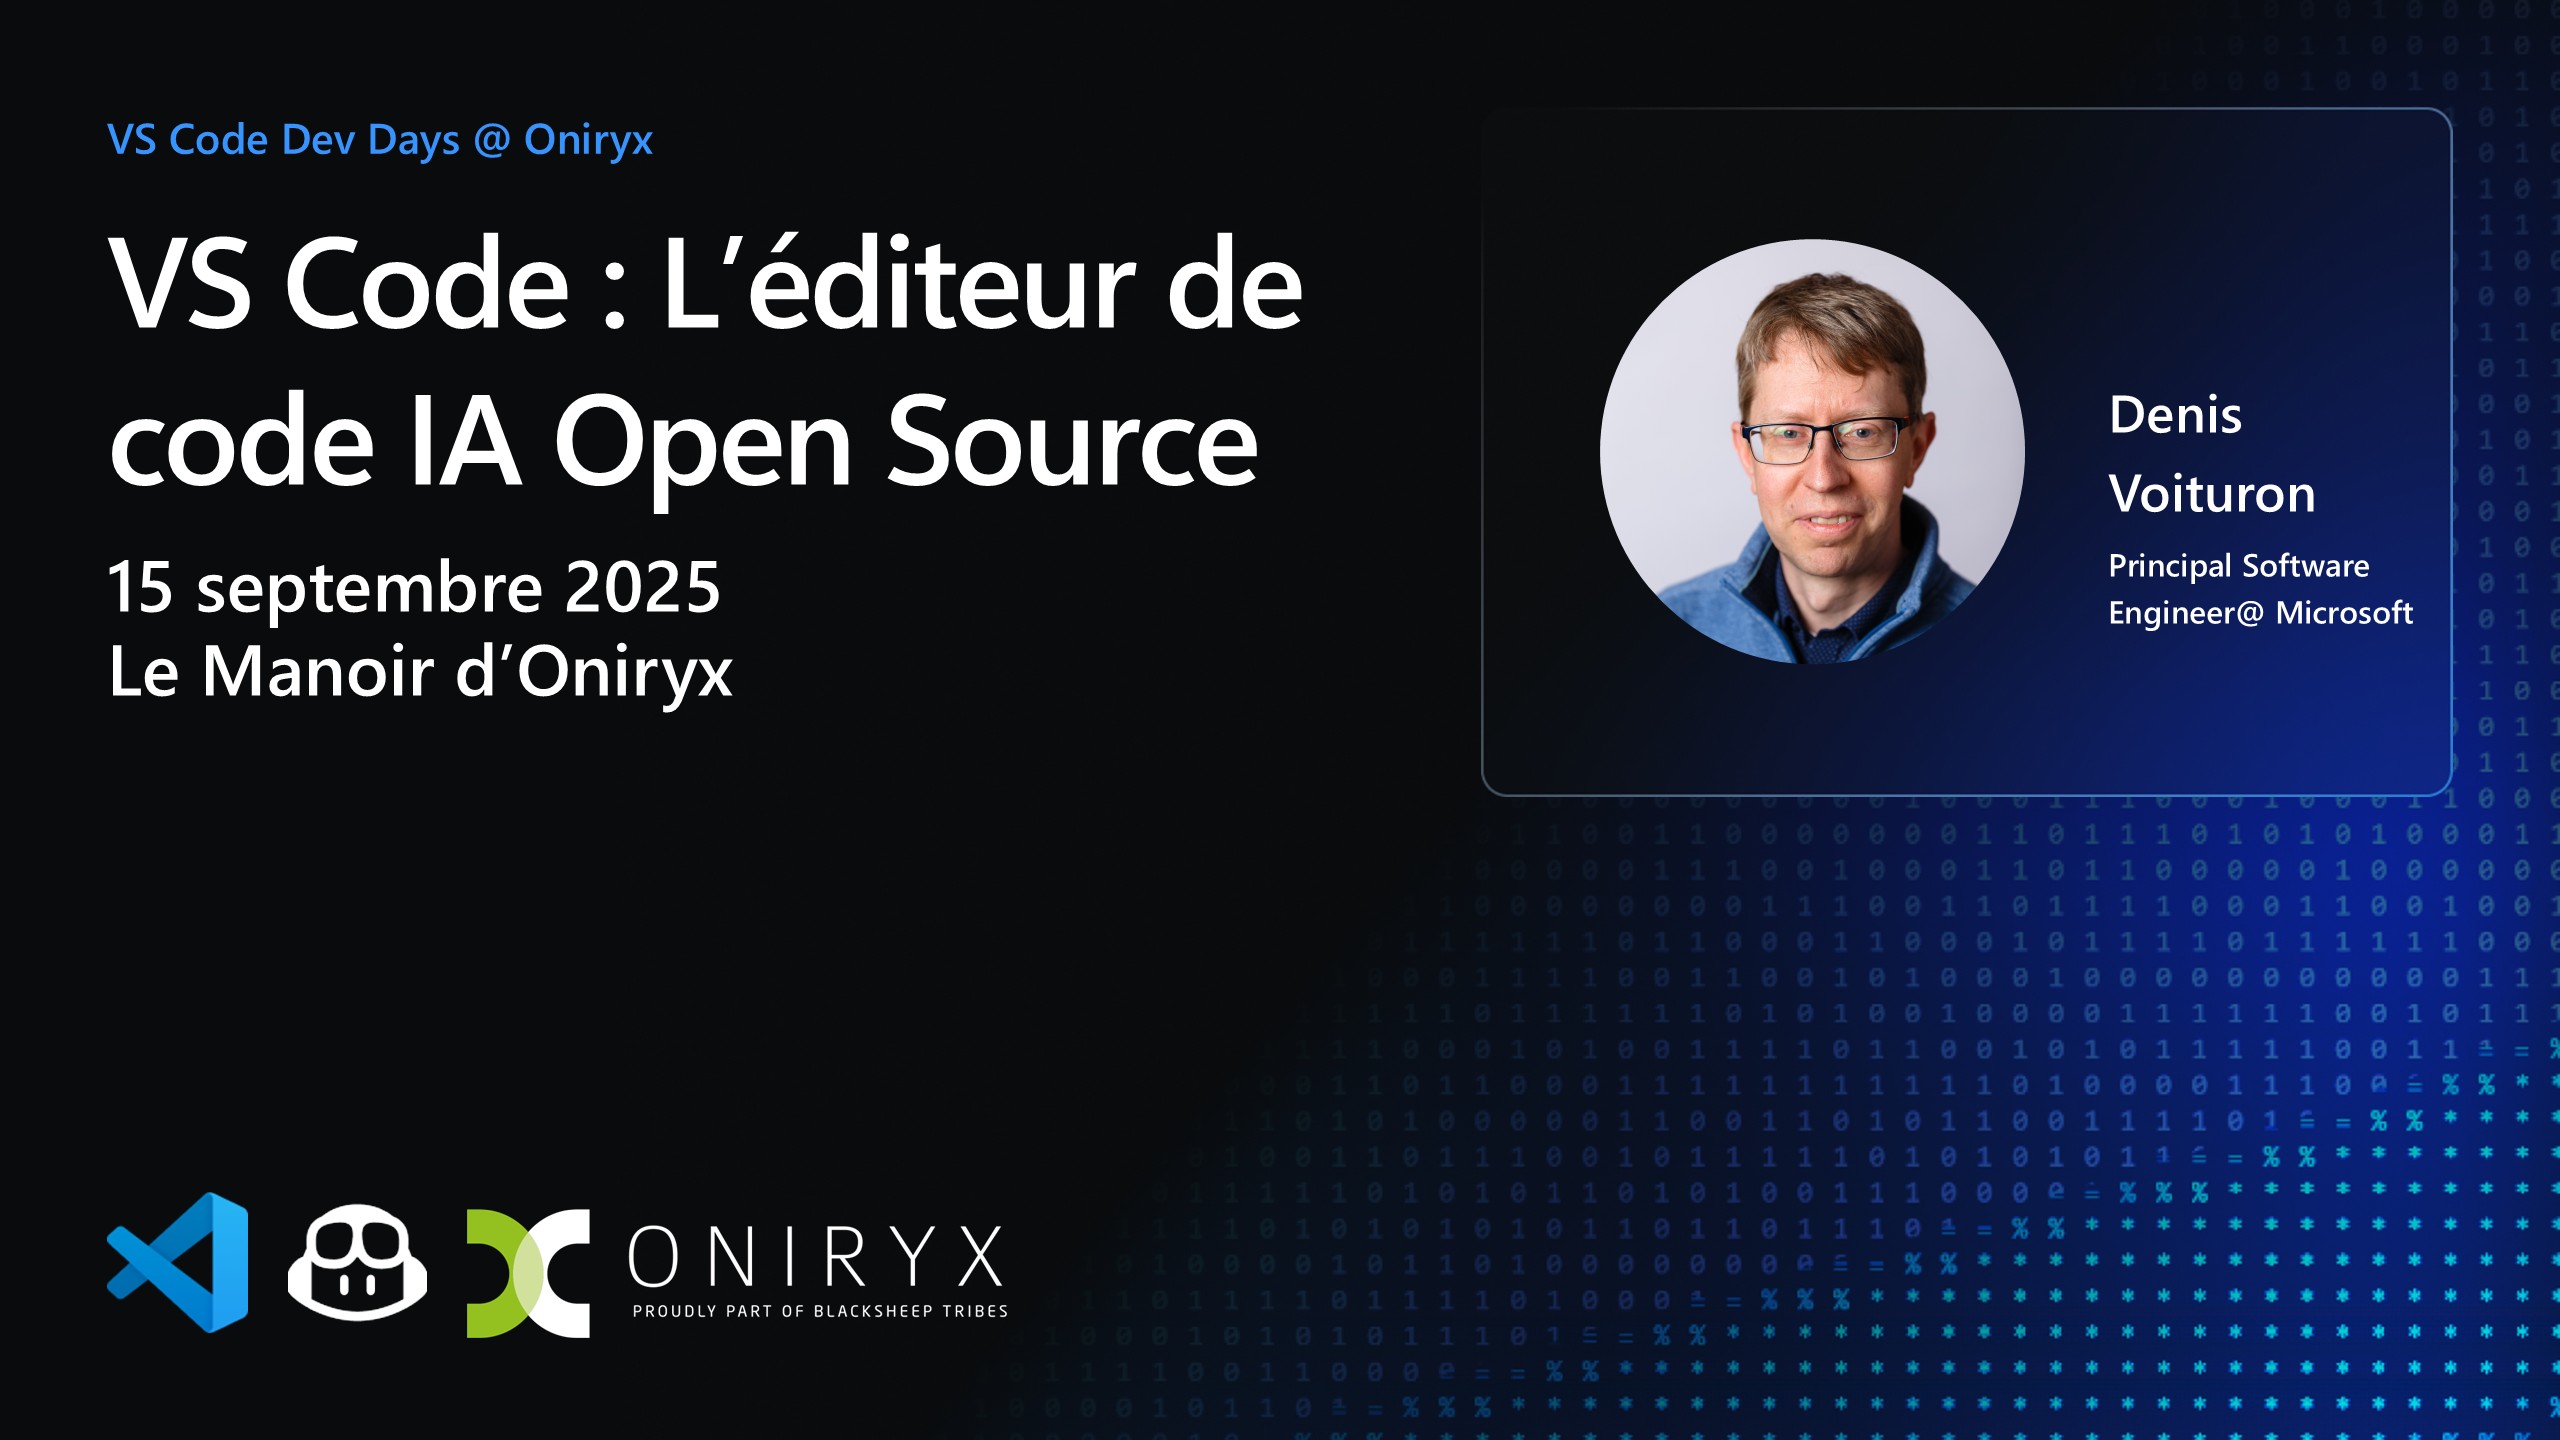 VS Code Dev Days @ Oniryx
VS Code : L’éditeur de
code IA Open Source
15 septembre 2025
Le Manoir d’Oniryx
Denis
Voituron
Principal Software
Engineer@ Microsoft
ONIRYX
PROUDLY PART OF BLACKSHEEP TRIBES